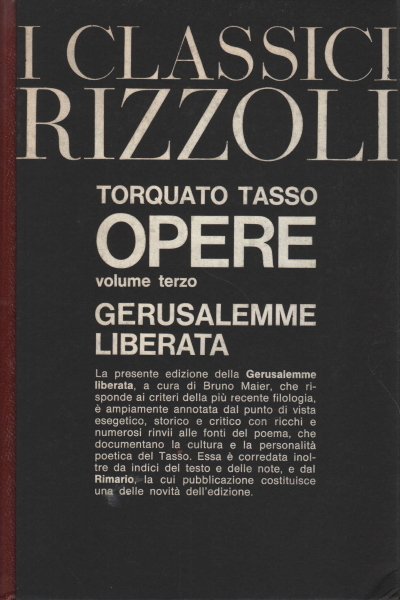 I CLASSICI
RIZZOLI
TORQUATO TASSO
OPERE
volume terzo
GERUSALEMME
LIBERATA
La presente edizione della Gerusalemme
liberata, a cura di Bruno Maier, che ri-
sponde ai criteri della più recente filologia,
è ampiamente annotata dal punto di vista
esegetico, storico e critico con ricchi e
numerosi rinvii alle fonti del poema, che
documentano la cultura e la personalità
poetica del Tasso. Essa è corredata inol-
tre da indici del testo e delle note, e dal
Rimario, la cui pubblicazione costituisce
una delle novità dell'edizione.